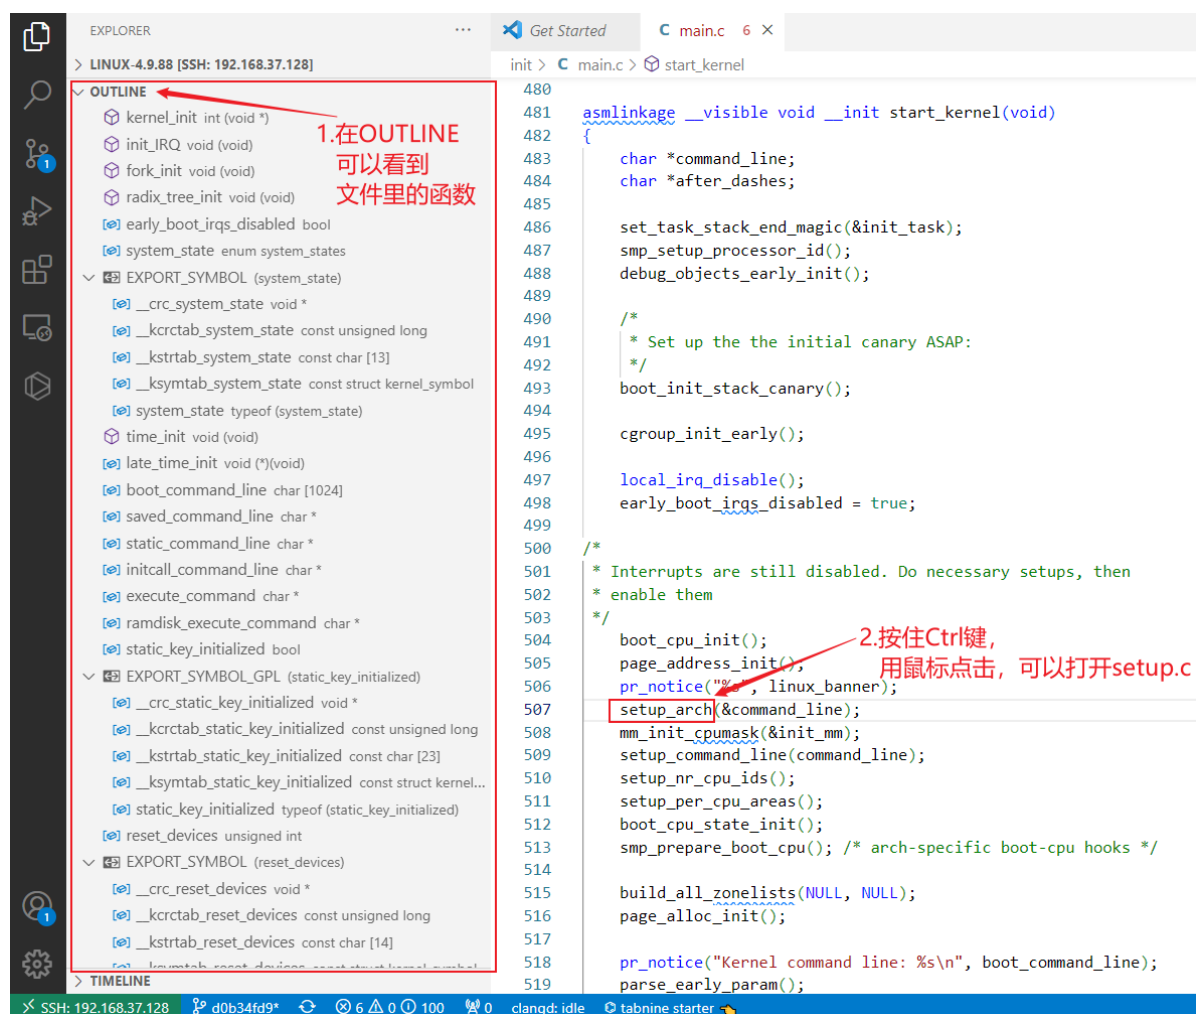 EXPLORER
LINUX-4.9.88 [SSH: 192.168.37.128]
OUTLINE
kernel_init int (void *)
init_IRQ void (void)
fork_init void (void)
radix_tree_init void (void)
early_boot_irqs_disabled bool
system_state enum system_states
EXPORT_SYMBOL (system_state)
__crc_system_state void *
__kcrctab_system_state const unsigned long
__kstrtab_system_state const char [13]
__ksymtab_system_state const struct kernel_symbol
system_state typeof (system_state)
time_init void (void)
late_time_init void (*)(void)
boot_command_line char [1024]
saved_command_line char *
static_command_line char *
initcall_command_line char *
execute_command char *
ramdisk_execute_command char *
static_key_initialized bool
EXPORT_SYMBOL_GPL (static_key_initialized)
__crc_static_key_initialized void *
__kcrctab_static_key_initialized const unsigned long
__kstrtab_static_key_initialized const char [23]
__ksymtab_static_key_initialized const struct kernel...
static_key_initialized typeof (static_key_initialized)
reset_devices unsigned int
EXPORT_SYMBOL (reset_devices)
__crc_reset_devices void *
__kcrctab_reset_devices const unsigned long
__kstrtab_reset_devices const char [14]
__ksymtab_reset_devices const struct kernel_symbol
TIMELINE
1.在OUTLINE
可以看到
文件里的函数
Get Started
C main.c 6 ×
init > C main.c > start_kernel
480
481 asmlinkage __visible void __init start_kernel(void)
482 {
483 char *command_line;
484 char *after_dashes;
485
486 set_task_stack_end_magic(&init_task);
487 smp_setup_processor_id();
488 debug_objects_early_init();
489
490 /*
491 * Set up the the initial canary ASAP:
492 */
493 boot_init_stack_canary();
494
495 cgroup_init_early();
496
497 local_irq_disable();
498 early_boot_irqs_disabled = true;
499
500 /*
501 * Interrupts are still disabled. Do necessary setups, then
502 * enable them
503 */
504 boot_cpu_init();
505 page_address_init();
506 pr_notice("%s", linux_banner);
507 setup_arch(&command_line);
508 mm_init_cpumask(&init_mm);
509 setup_command_line(command_line);
510 setup_nr_cpu_ids();
511 setup_per_cpu_areas();
512 boot_cpu_state_init();
513 smp_prepare_boot_cpu(); /* arch-specific boot-cpu hooks */
514
515 build_all_zonelists(NULL, NULL);
516 page_alloc_init();
517
518 pr_notice("Kernel command line: %s\n", boot_command_line);
519 parse_early_param();
2.按住Ctrl键，
用鼠标点击，可以打开setup.c
1
1
SSH: 192.168.37.128 d0b34fd9* 6 0 100 0 clangd: idle tabnine starter